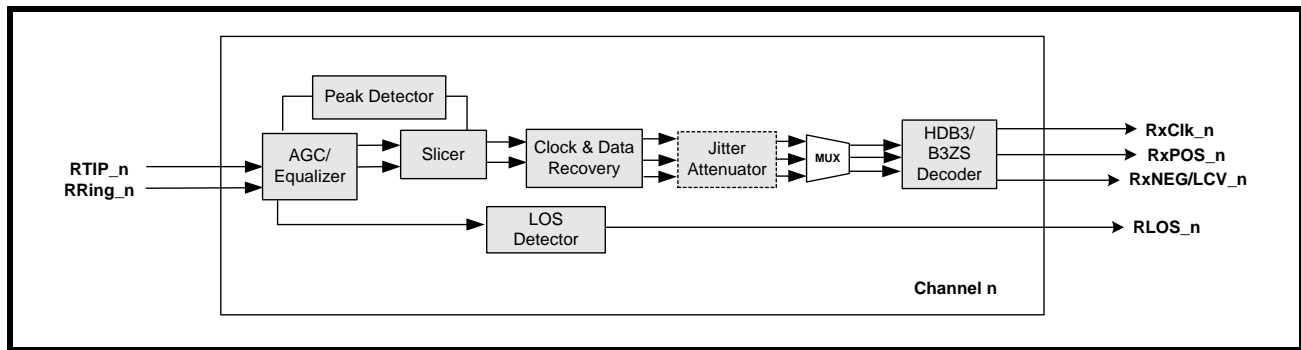 Peak Detector
RTIP_n
RRing_n
AGC/
Equalizer
Slicer
Clock & Data
Recovery
Jitter
Attenuator
MUX
HDB3/
B3ZS
Decoder
RxClk_n
RxPOS_n
RxNEG/LCV_n
LOS
Detector
RLOS_n
Channel n